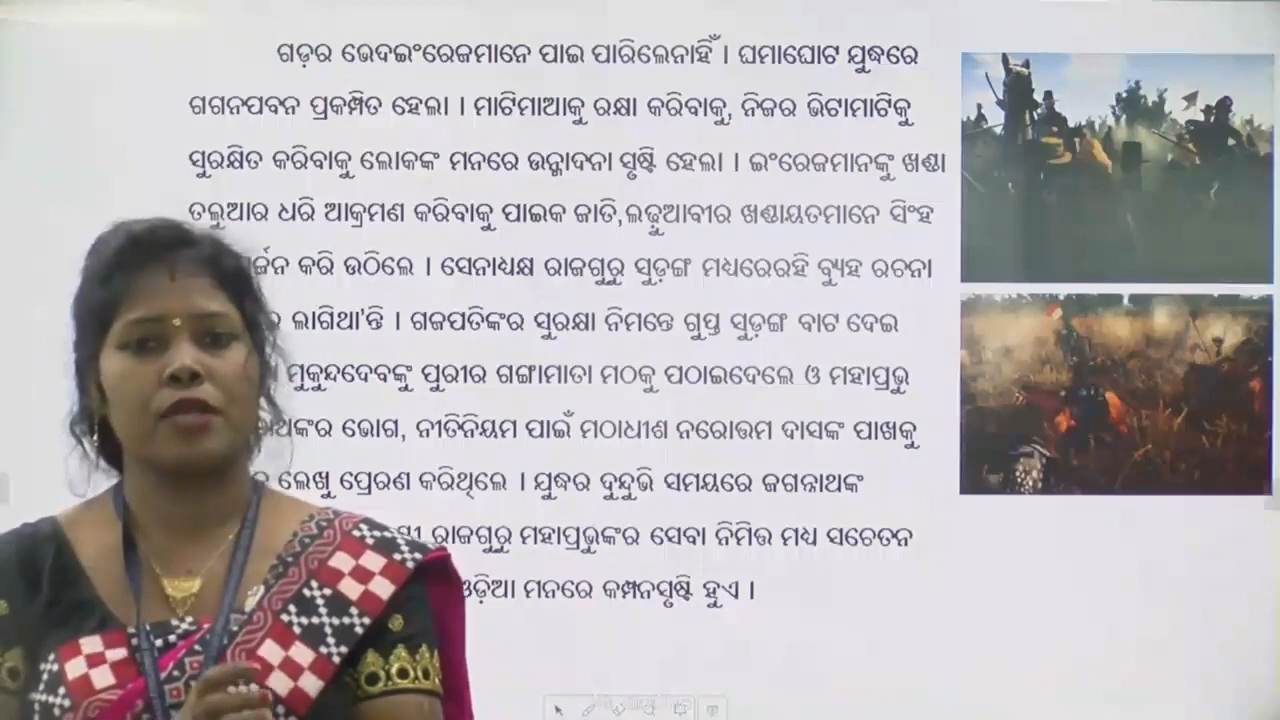 ଗଡ଼ର ଭେଦଇଂରେଜମାନେ ପାଇ ପାରିଲେନାହିଁ । ଘମାଘୋଟ ଯୁଦ୍ଧରେ
ଗଗନପବନ ପ୍ରକମ୍ପିତ ହେଲା । ମାଟିମାଆକୁ ରକ୍ଷା କରିବାକୁ, ନିଜର ଭିଟାମାଟିକୁ
ସୁରକ୍ଷିତ କରିବାକୁ ଲୋକଙ୍କ ମନରେ ଉନ୍ମାଦନା ସୃଷ୍ଟି ହେଲା । ଇଂରେଜମାନଙ୍କୁ ଖଣ୍ଡା
ତଲୁଆର ଧରି ଆକ୍ରମଣ କରିବାକୁ ପାଇକ ଜାତି,ଲଢ଼ୁଆବୀର ଖଣ୍ଡାୟତମାନେ ସିଂହ
କରି ଉଠିଲେ । ସେନାଧ୍ୟକ୍ଷ ରାଜଗୁରୁ ସୁଡ଼ଙ୍ଗ ମଧ୍ୟରେରହି ବ୍ୟୁହ ରଚନା
ଲାଗିଥା'ନ୍ତି । ଗଜପତିଙ୍କର ସୁରକ୍ଷା ନିମନ୍ତେ ଗୁପ୍ତ ସୁଡ଼ଙ୍ଗ ବାଟ ଦେଇ
ମୁକୁନ୍ଦଦେବଙ୍କୁ ପୁରୀର ଗଙ୍ଗାମାତା ମଠକୁ ପଠାଇଦେଲେ ଓ ମହାପ୍ରଭୁ
ଭୋଗ, ନୀତିନିୟମ ପାଇଁ ମଠାଧୀଶ ନରୋତ୍ତମ ଦାସଙ୍କ ପାଖକୁ
ଲେଖୁ ପ୍ରେରଣ କରିଥିଲେ । ଯୁଦ୍ଧର ଦୁନ୍ଦୁଭି ସମୟରେ ଜଗନ୍ନାଥଙ୍କ
ରାଜଗୁରୁ ମହାପ୍ରଭୁଙ୍କର ସେବା ନିମିତ୍ତ ମଧ୍ୟ ସଚେତନ
ଓଡ଼ିଆ ମନରେ କମ୍ପନସୃଷ୍ଟି ହୁଏ ।